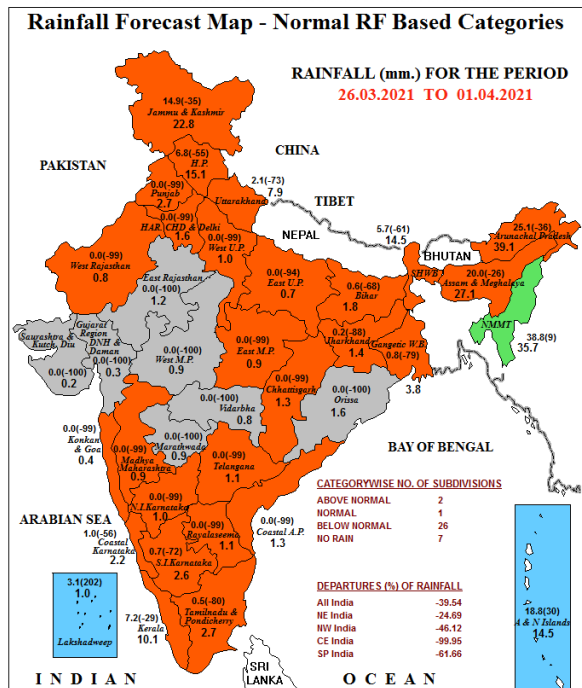 Rainfall Forecast Map - Normal RF Based Categories
RAINFALL (mm.) FOR THE PERIOD
26.03.2021 TO 01.04.2021
14.9(-35)
Jammu & Kashmir
22.8
CHINA
PAKISTAN
6.8(-55)
H.P.
15.1
0.0(-99)
Punjab
2.7
2.1(-73)
Uttarakhand
7.9
TIBET
0.0(-99)
HAR. CHD & Delhi
1.6
NEPAL
5.7(-61)
14.5
SHWB
BHUTAN
25.1(-36)
Arunachal Pradesh
39.1
0.0(-99)
West Rajasthan
0.8
0.0(-99)
West U.P.
1.0
East Rajasthan
0.0(-100)
1.2
0.0(-94)
East U.P.
0.7
0.6(-68)
Bihar
1.8
20.0(-26)
Assam & Meghalaya
27.1
NMMT
38.8(9)
35.7
Saurashtra &
Kutch, Diu
0.0(-100)
0.2
Gujarat
Region
DNH &
Daman
0.0(-100)
0.3
0.0(-100)
West M.P.
0.9
0.0(-99)
East M.P.
0.9
0.2(-88)
Jharkhand
1.4
Gangetic W.B.
0.8(-79)
3.8
0.0(-99)
Chhattisgarh
1.3
0.0(-100)
Orissa
1.6
0.0(-100)
Vidarbha
0.8
0.0(-99)
Konkan
& Goa
0.4
0.0(-100)
Marathwada
0.9
0.0(-99)
Madhya
Maharashtra
0.9
0.0(-99)
Telangana
1.1
BAY OF BENGAL
CATEGORYWISE NO. OF SUBDIVISIONS
ABOVE NORMAL 2
NORMAL 1
BELOW NORMAL 26
NO RAIN 7
ARABIAN SEA
0.0(-99)
N.I.Karnataka
1.0
0.0(-99)
Rayalaseema
1.1
0.0(-99)
Coastal A.P.
1.3
1.0(-56)
Coastal
Karnataka
2.2
0.7(-72)
S.I.Karnataka
2.6
DEPARTURES (%) OF RAINFALL
All India -39.54
NE India -24.69
NW India -46.12
CE India -99.95
SP India -61.66
3.1(202)
1.0
Lakshadweep
7.2(-29)
Kerala
10.1
0.5(-80)
Tamilnadu &
Pondicherry
2.7
18.8(30)
A & N Islands
14.5
SRI
LANKA
INDIAN OCEAN